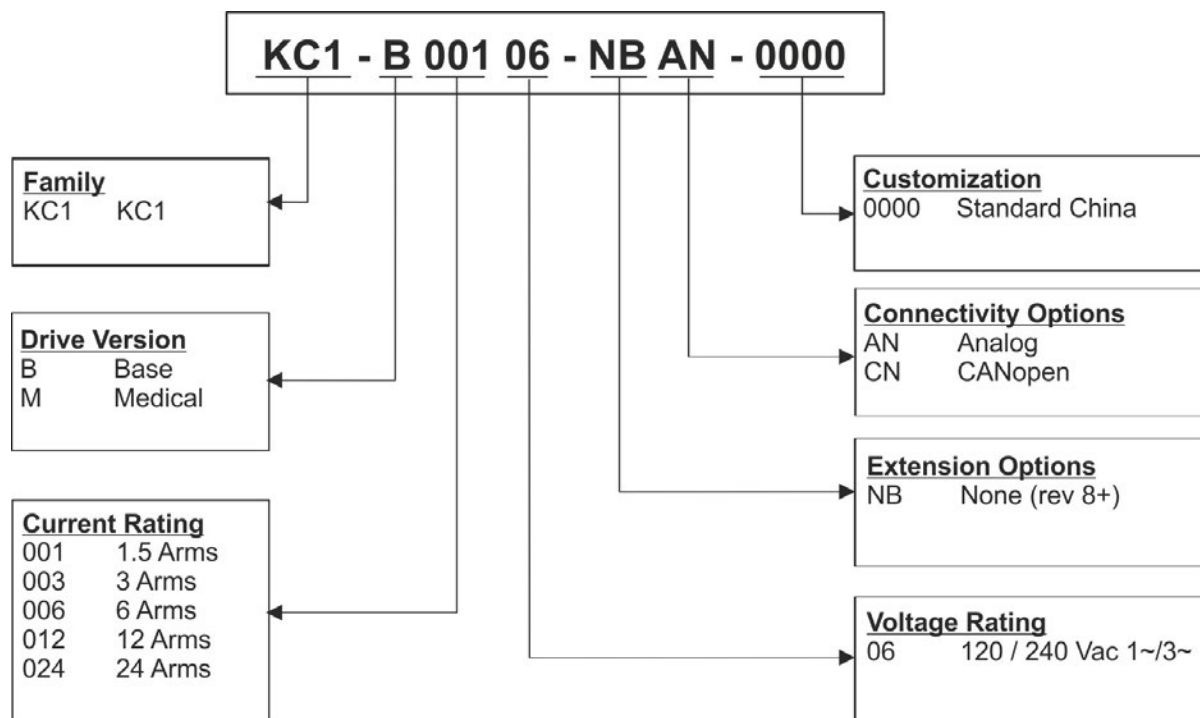 KC1 - B 001 06 - NB AN - 0000
Family
KC1 KC1
Drive Version
B Base
M Medical
Current Rating
001 1.5 Arms
003 3 Arms
006 6 Arms
012 12 Arms
024 24 Arms
Customization
0000 Standard China
Connectivity Options
AN Analog
CN CANopen
Extension Options
NB None (rev 8+)
Voltage Rating
06 120 / 240 Vac 1~/3~